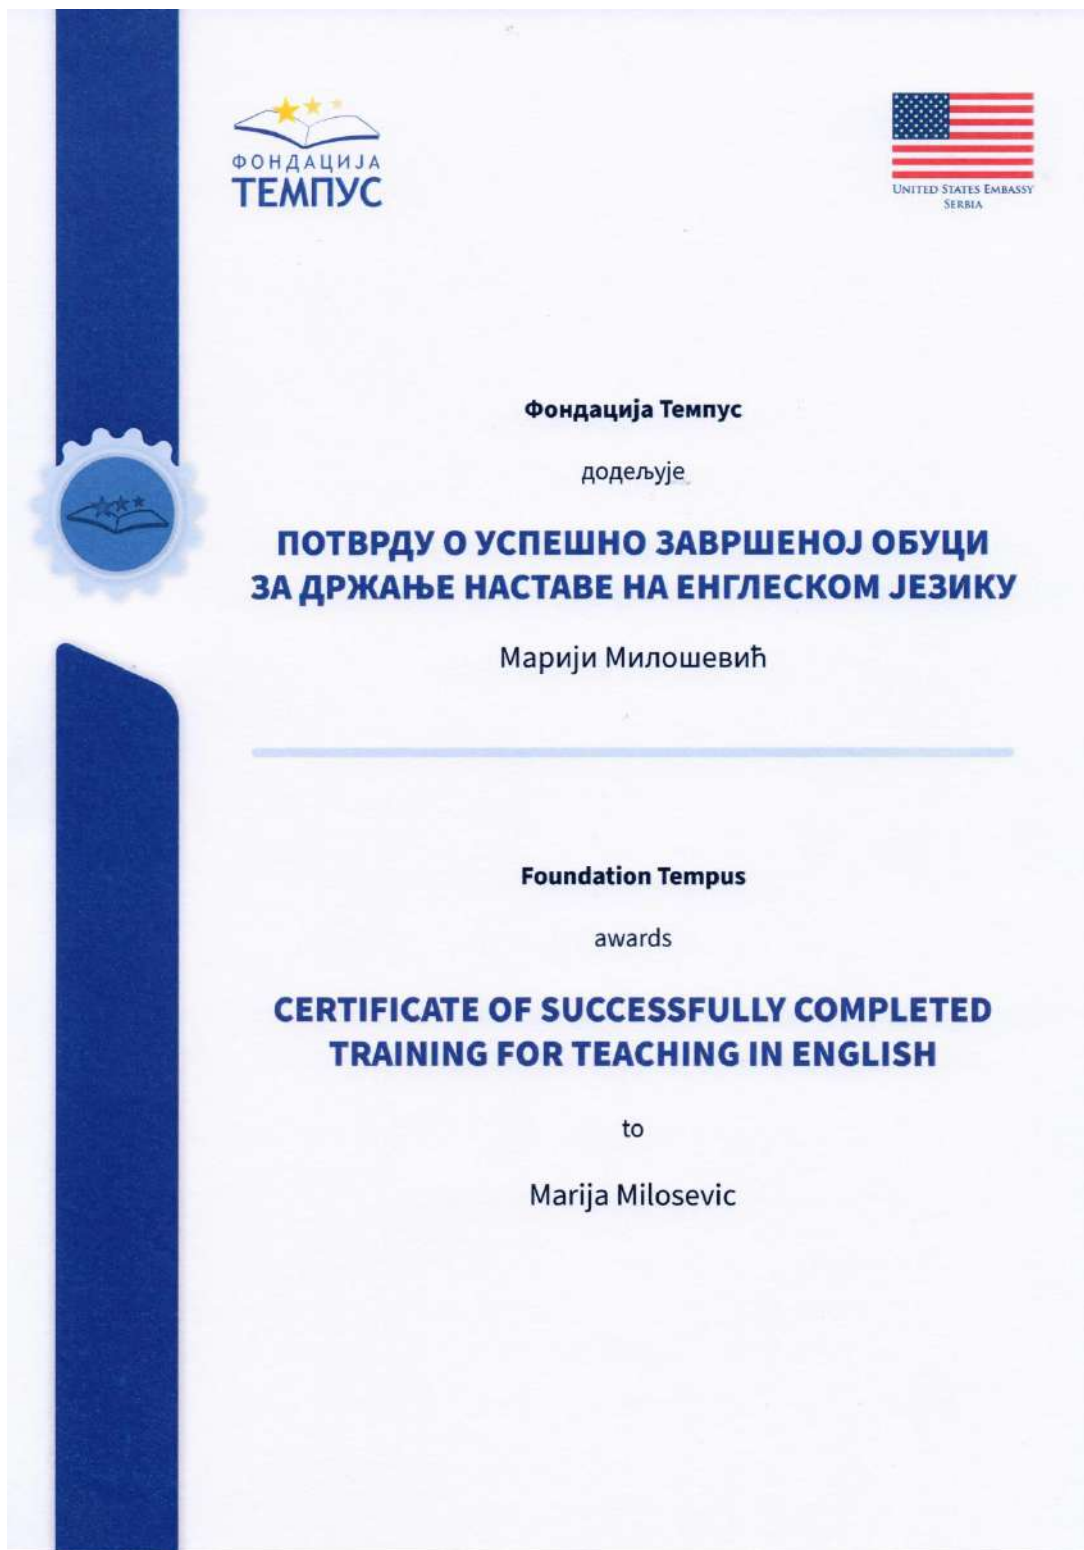 ФОНДАЦИЈА
ТЕМПУС
UNITED STATES EMBASSY
SERBIA
Фондација Темпус
додељује
ПОТВРДУ О УСПЕШНО ЗАВРШЕНОЈ ОБУЦИ
ЗА ДРЖАЊЕ НАСТАВЕ НА ЕНГЛЕСКОМ ЈЕЗИКУ
Марији Милошевић
Foundation Tempus
awards
CERTIFICATE OF SUCCESSFULLY COMPLETED
TRAINING FOR TEACHING IN ENGLISH
to
Marija Milosevic